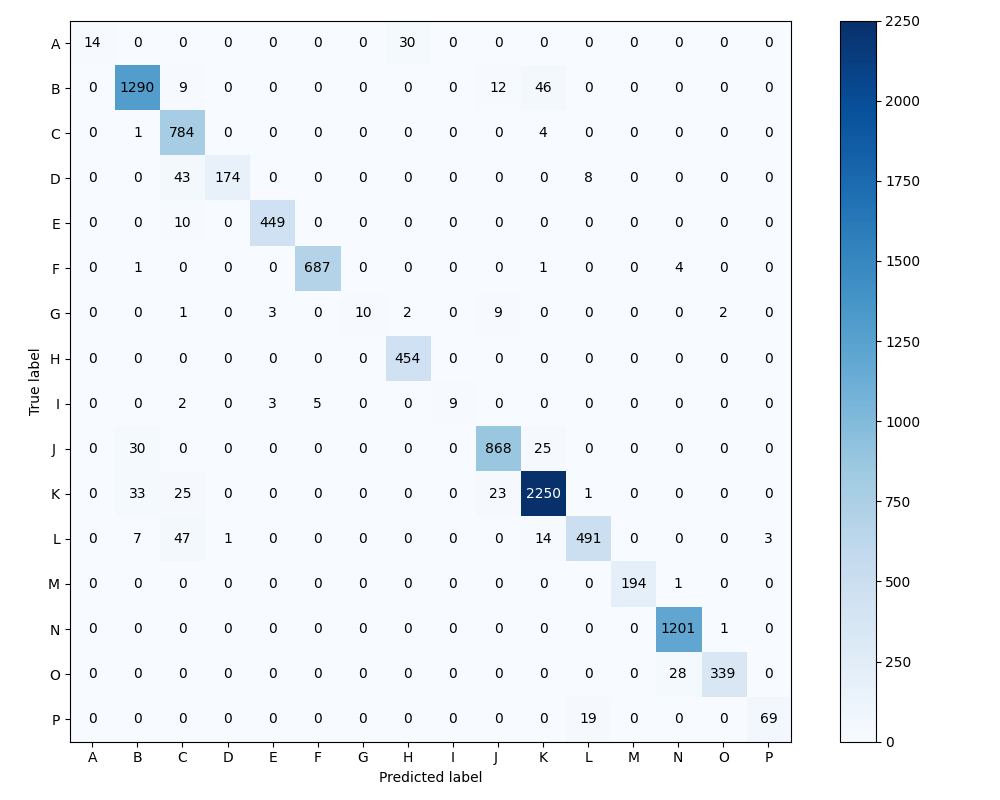 A 14 0 0 0 0 0 0 30 0 0 0 0 0 0 0 0
B 0 1290 9 0 0 0 0 0 0 12 46 0 0 0 0 0
C 0 1 784 0 0 0 0 0 0 0 4 0 0 0 0 0
D 0 0 43 174 0 0 0 0 0 0 0 8 0 0 0 0
E 0 0 10 0 449 0 0 0 0 0 0 0 0 0 0 0
F 0 1 0 0 0 687 0 0 0 0 1 0 0 4 0 0
G 0 0 1 0 3 0 10 2 0 9 0 0 0 0 2 0
H 0 0 0 0 0 0 0 454 0 0 0 0 0 0 0 0
I 0 0 2 0 3 5 0 0 9 0 0 0 0 0 0 0
J 0 30 0 0 0 0 0 0 0 868 25 0 0 0 0 0
K 0 33 25 0 0 0 0 0 0 23 2250 1 0 0 0 0
L 0 7 47 1 0 0 0 0 0 0 14 491 0 0 0 3
M 0 0 0 0 0 0 0 0 0 0 0 0 194 1 0 0
N 0 0 0 0 0 0 0 0 0 0 0 0 0 1201 1 0
O 0 0 0 0 0 0 0 0 0 0 0 0 0 28 339 0
P 0 0 0 0 0 0 0 0 0 0 0 19 0 0 0 69
A B C D E F G H I J K L M N O P
Predicted label
True label
2250
2000
1750
1500
1250
1000
750
500
250
0